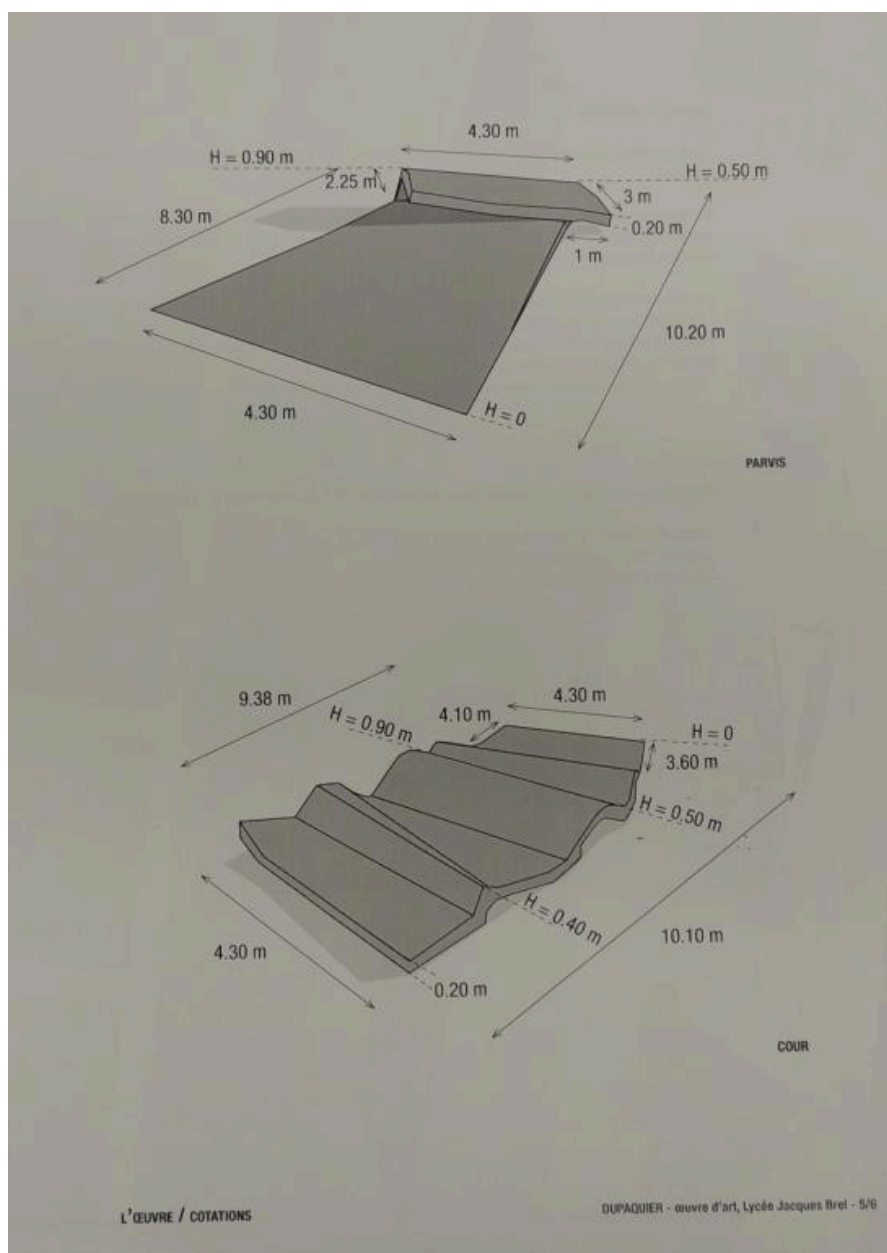 4.30 m
H = 0.90 m
H = 0.50 m
2.25 m
3 m
8.30 m
0.20 m
1 m
10.20 m
4.30 m
H = 0
PARVIS
9.38 m
4.30 m
4.10 m
H = 0.90 m
H = 0
3.60 m
H = 0.50 m
H = 0.40 m
4.30 m
10.10 m
0.20 m
COUR
L'ŒUVRE / COTATIONS
DUPAQUIER - œuvre d'art, Lycée Jacques Brel - 5/6